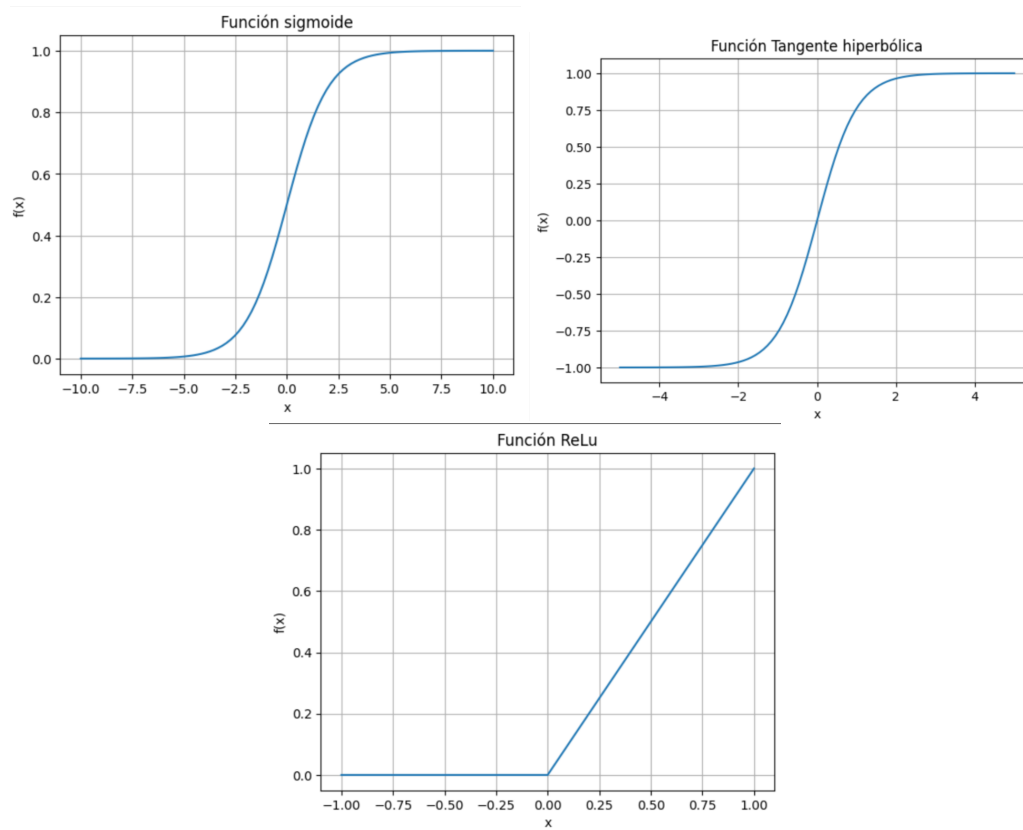 Función sigmoide
1.0
0.8
0.6
0.4
0.2
0.0
f(x)
−10.0 −7.5 −5.0 −2.5 0.0 2.5 5.0 7.5 10.0
x
Función Tangente hiperbólica
1.00
0.75
0.50
0.25
0.00
−0.25
−0.50
−0.75
−1.00
f(x)
−4 −2 0 2 4
x
Función ReLu
1.0
0.8
0.6
0.4
0.2
0.0
f(x)
−1.00 −0.75 −0.50 −0.25 0.00 0.25 0.50 0.75 1.00
x